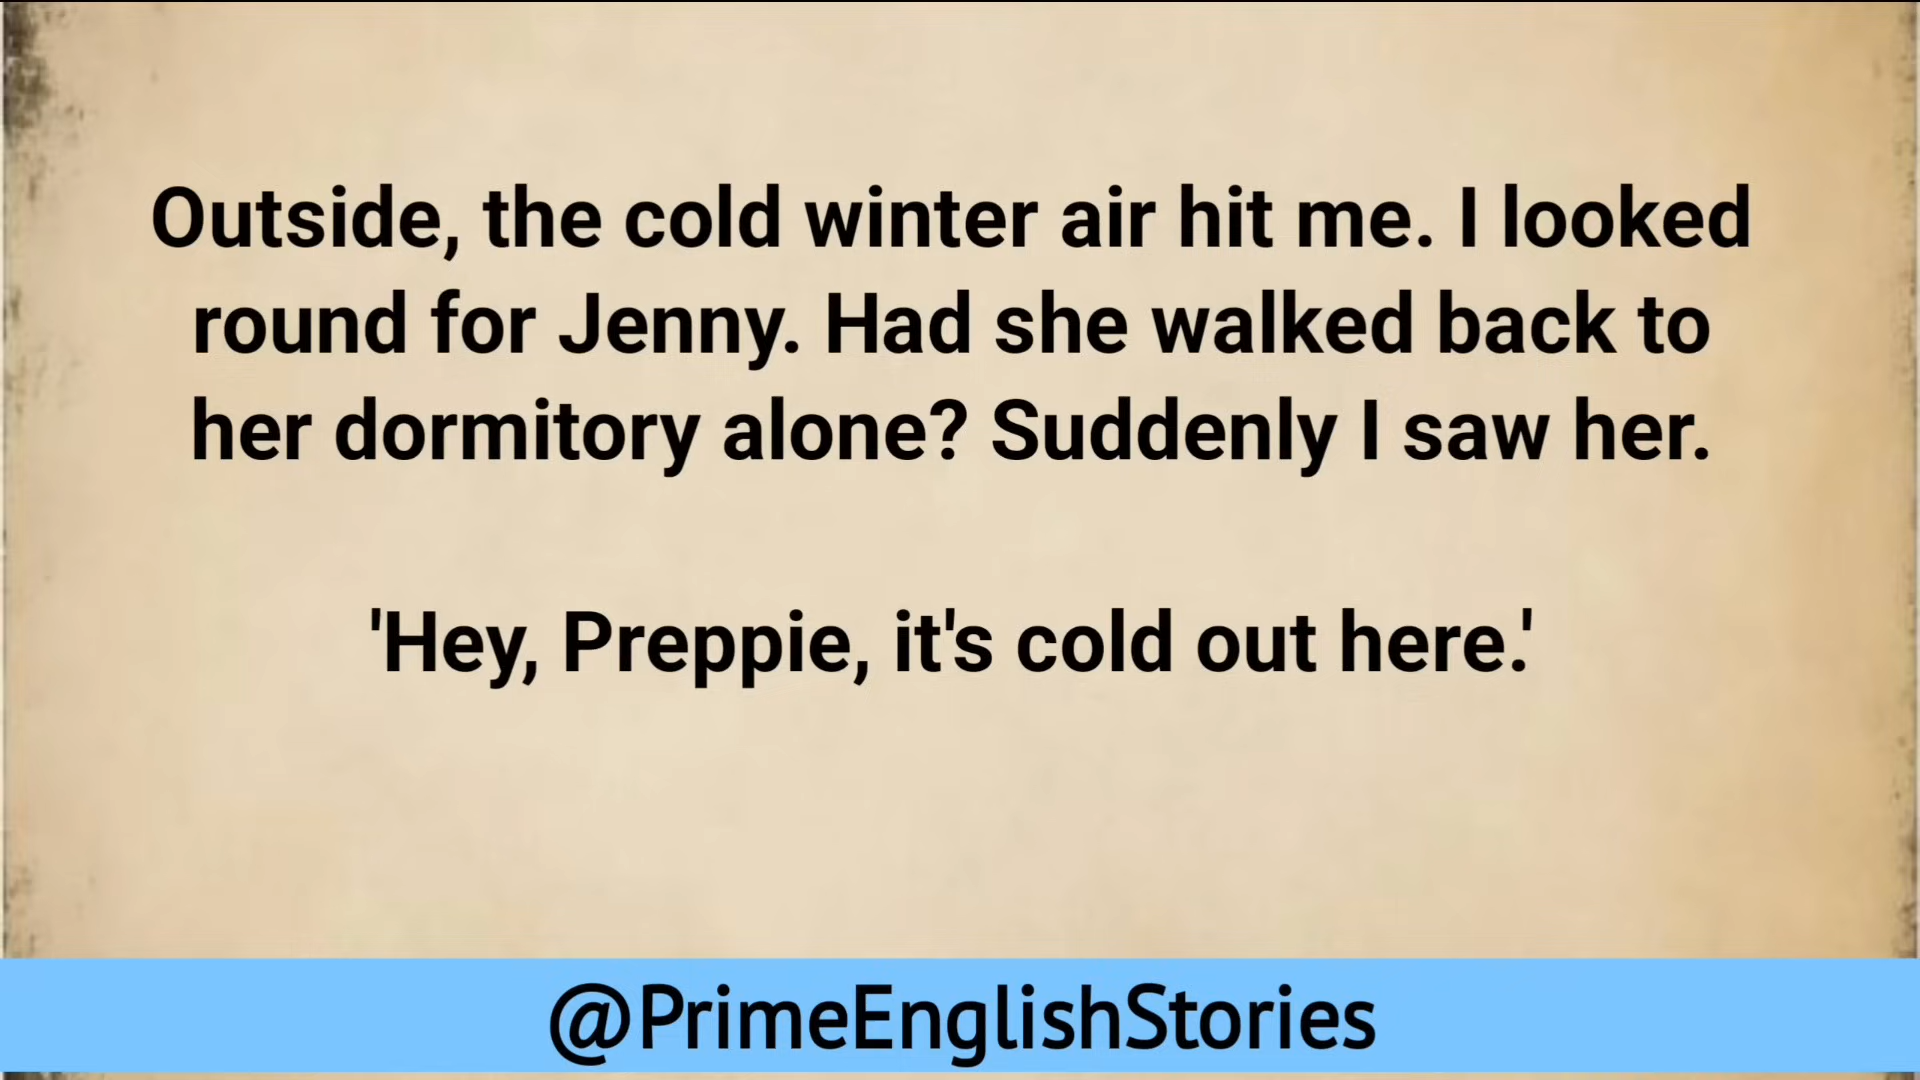 Outside, the cold winter air hit me. I looked
round for Jenny. Had she walked back to
her dormitory alone? Suddenly I saw her.
'Hey, Preppie, it's cold out here.'
@PrimeEnglishStories